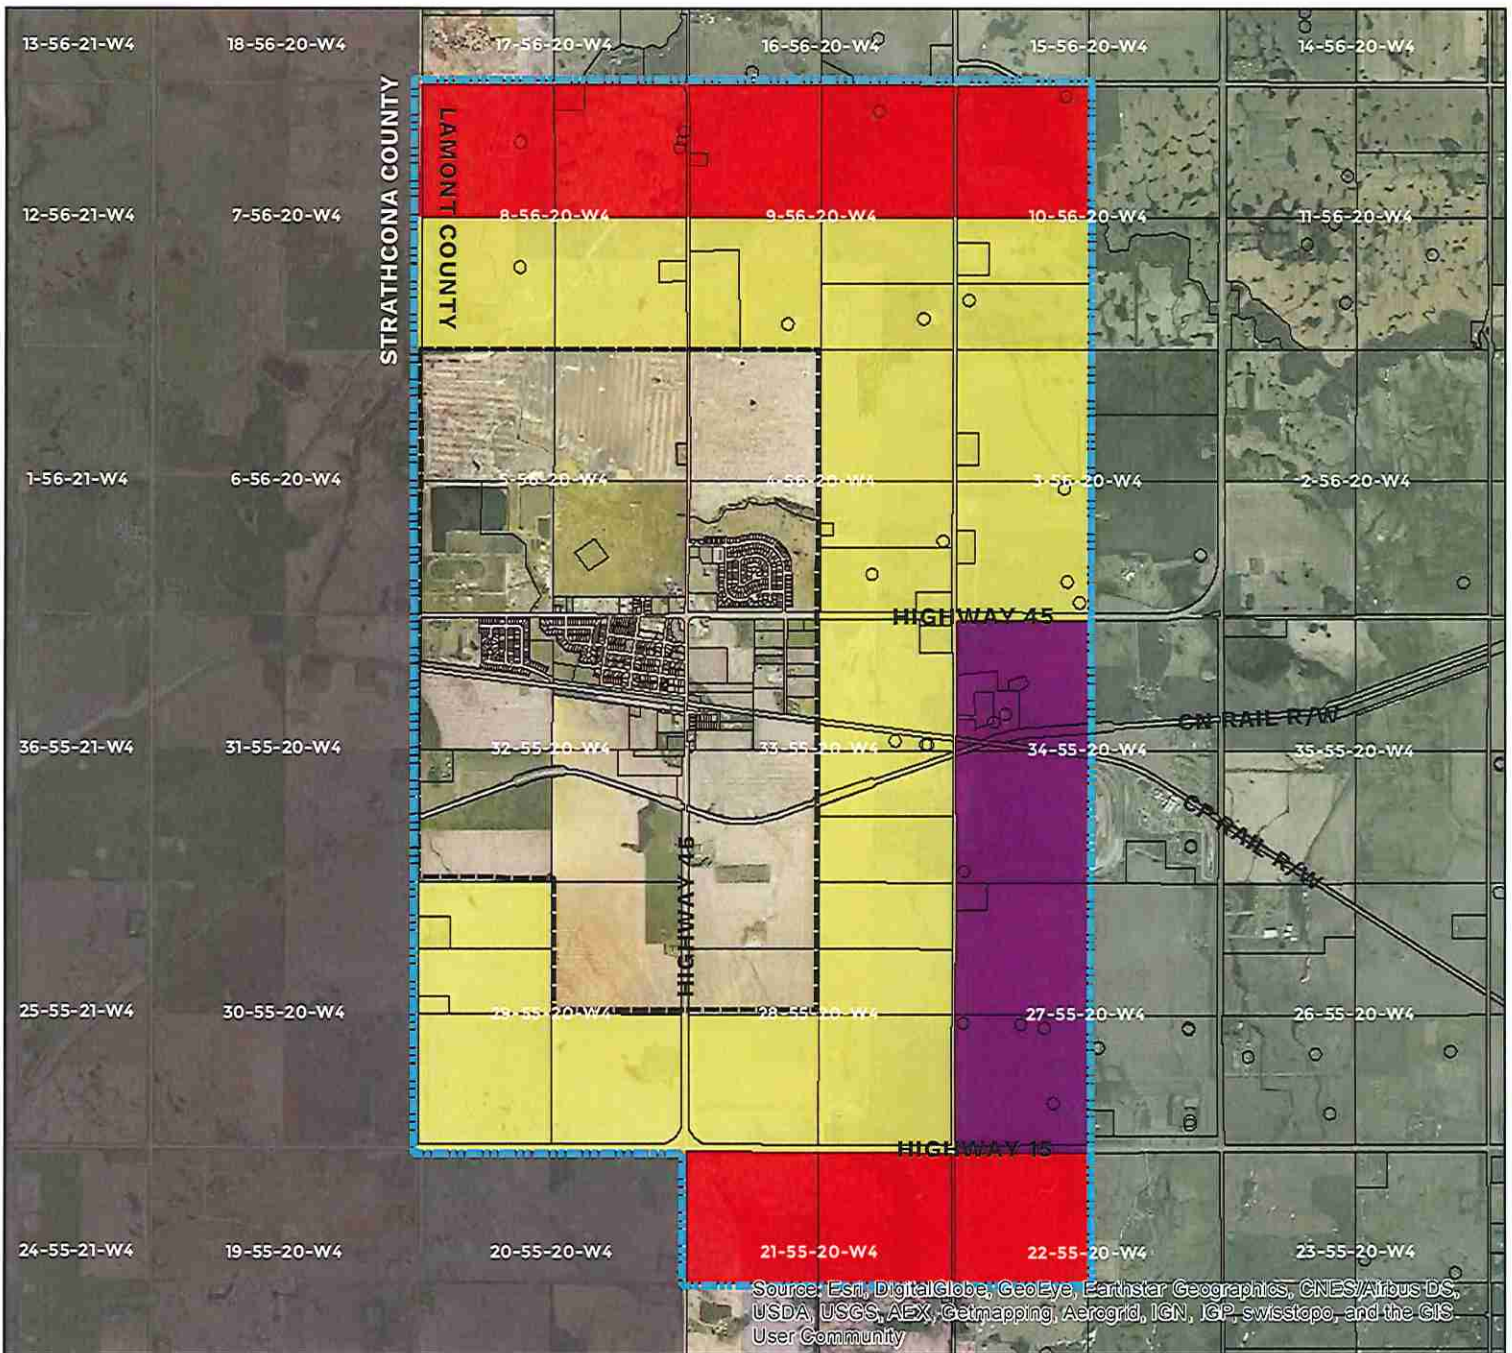 13-56-21-W4
18-56-20-W4
17-56-20-W4
16-56-20-W4
15-56-20-W4
14-56-20-W4
STRATHCONA COUNTY
LAMONT COUNTY
12-56-21-W4
7-56-20-W4
8-56-20-W4
9-56-20-W4
10-56-20-W4
11-56-20-W4
1-56-21-W4
6-56-20-W4
5-56-20-W4
4-56-20-W4
3-56-20-W4
2-56-20-W4
HIGHWAY 45
CN RAIL R/W
36-55-21-W4
31-55-20-W4
32-55-20-W4
33-55-20-W4
34-55-20-W4
35-55-20-W4
CP RAIL R/W
HIGHWAY 45
25-55-21-W4
30-55-20-W4
29-55-20-W4
28-55-20-W4
27-55-20-W4
26-55-20-W4
HIGHWAY 15
24-55-21-W4
19-55-20-W4
20-55-20-W4
21-55-20-W4
22-55-20-W4
23-55-20-W4
Source: Esri, DigitalGlobe, GeoEye, Earthstar Geographics, CNES/Airbus DS,
USDA, USGS, AEX, Getmapping, Aerogrid, IGN, IGP, swisstopo, and the GIS
User Community